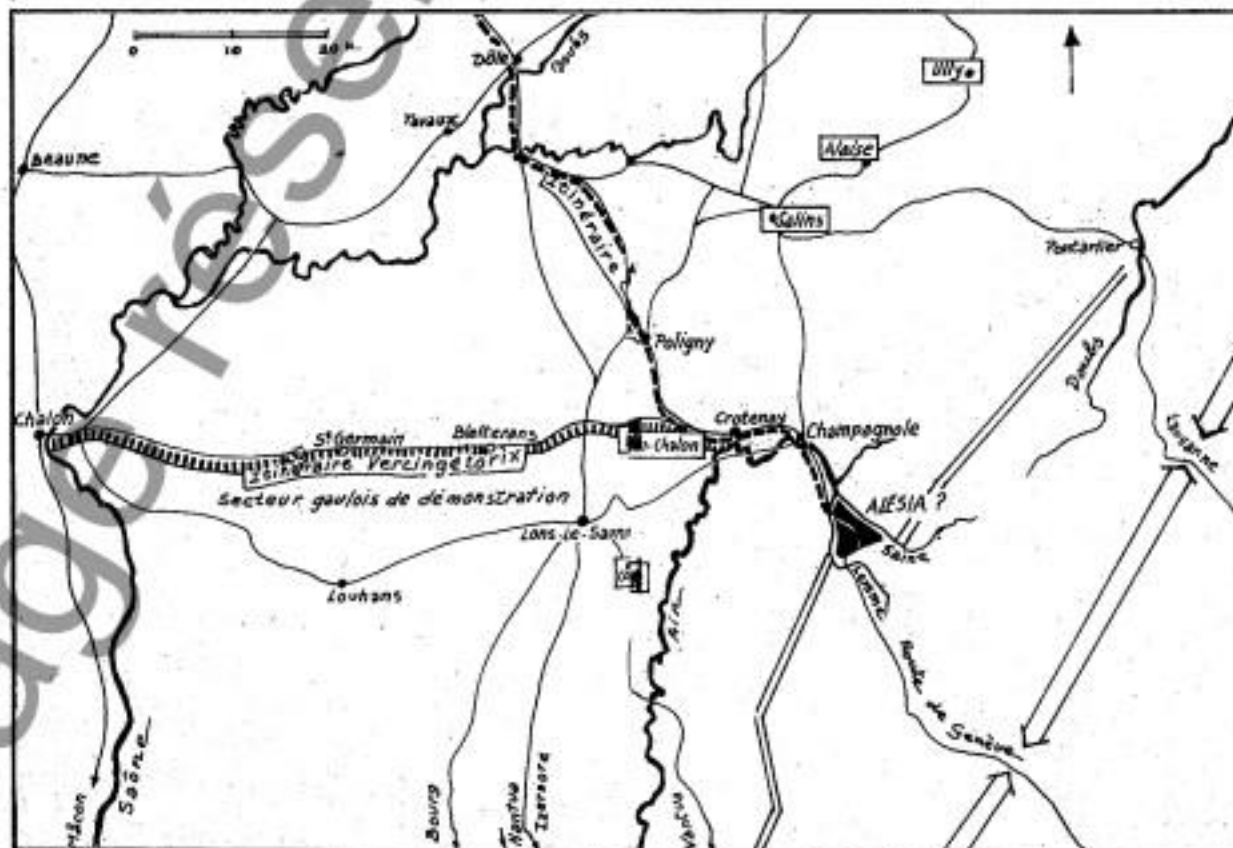 0 10 20 k.
Dôle
Doubs
Ully
Tavaux
Beaune
Alaise
Itinéraire
Salins
Pontarlier
Poligny
Doubs
Chalon
St Germain
Bletterans
Crotenay
Champagnole
Lausanne
Itinéraire Vercingétorix
Secteur gaulois de démonstration
ALÉSIA ?
Lons-le-Saunier
Saine
Louhans
Lemme
Ain
Route de Genève
Saône
Mâcon
Bourg
Nantua
Izernore